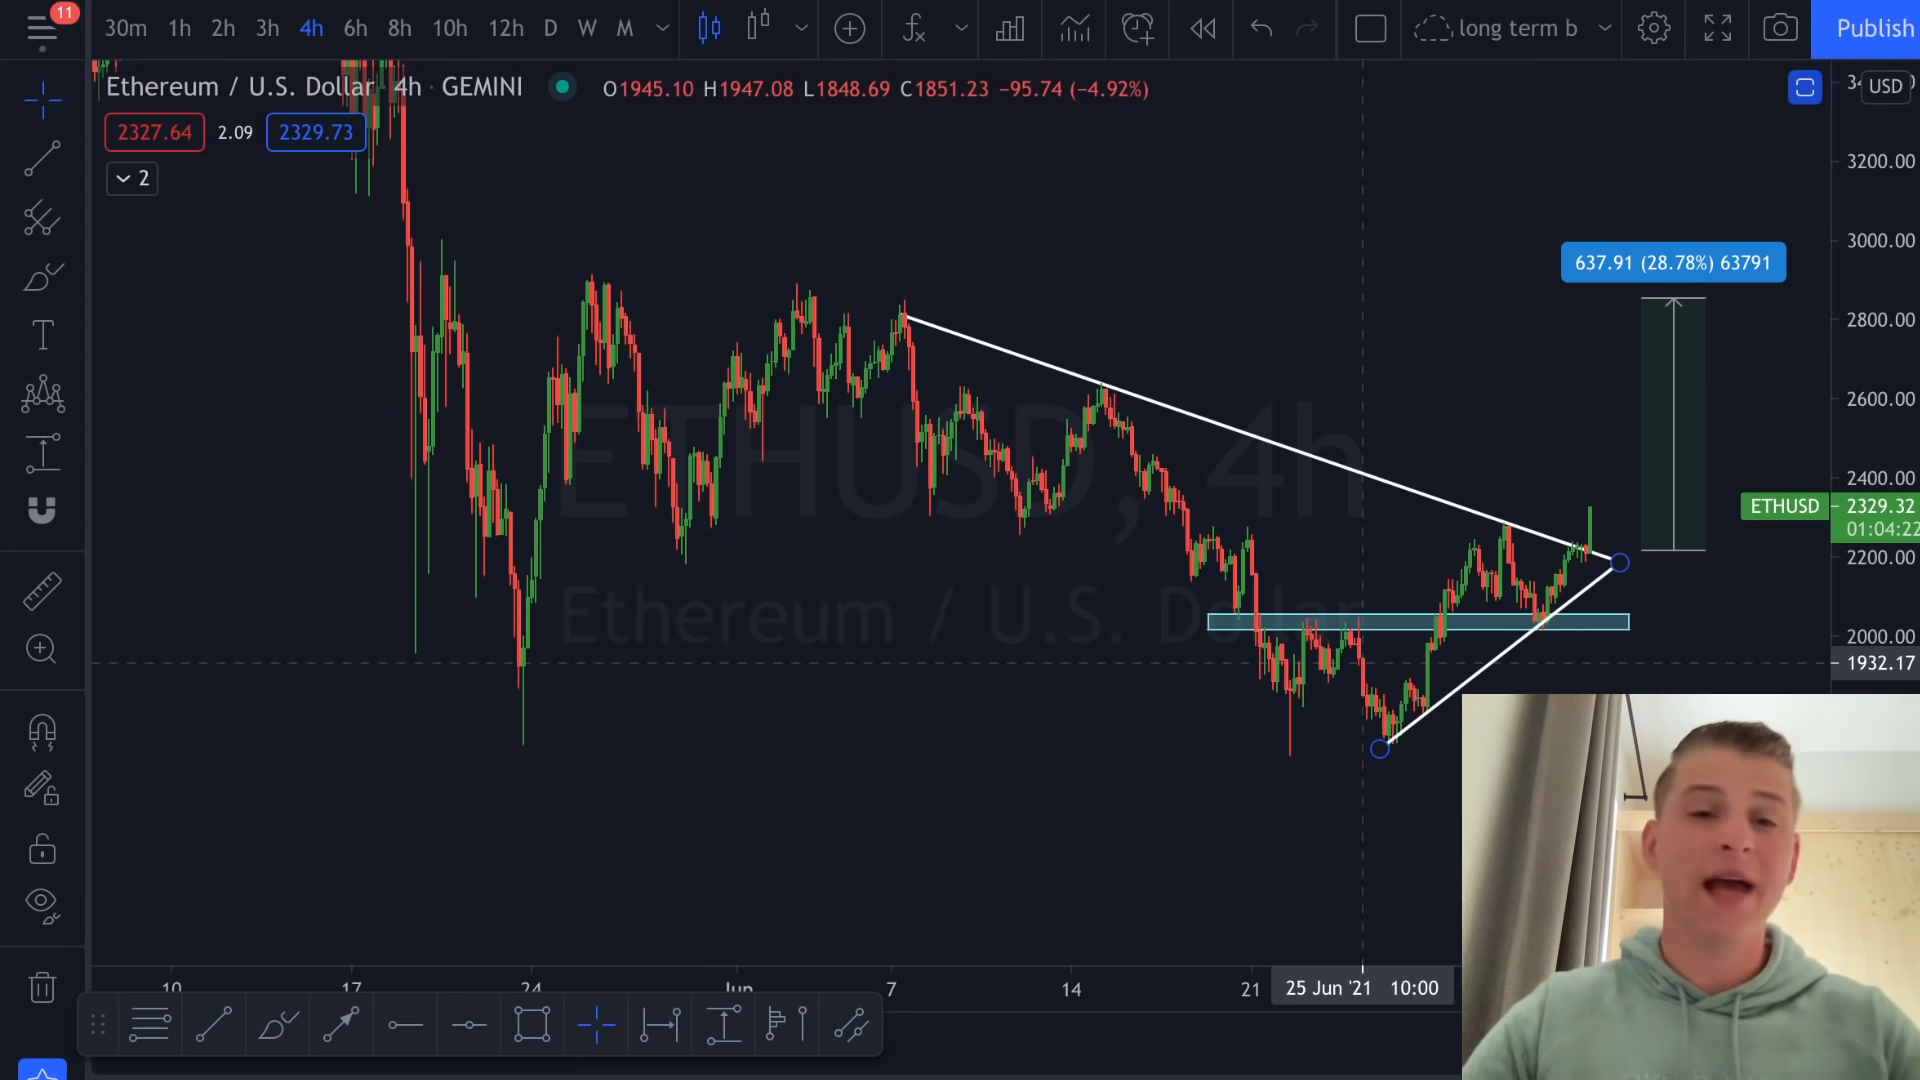 11
30m 1h 2h 3h 4h 6h 8h 10h 12h D W M
long term b
Publish
Ethereum / U.S. Dollar · 4h · GEMINI
O1945.10 H1947.08 L1848.69 C1851.23 −95.74 (−4.92%)
USD
2327.64 2.09 2329.73
2
3200.00
3000.00
637.91 (28.78%) 63791
2800.00
2600.00
ETHUSD, 4h
2400.00
ETHUSD 2329.32
01:04:22
2200.00
Ethereum / U.S. Dollar
2000.00
1932.17
10 17 24 Jun 7 14 21 25 Jun '21 10:00